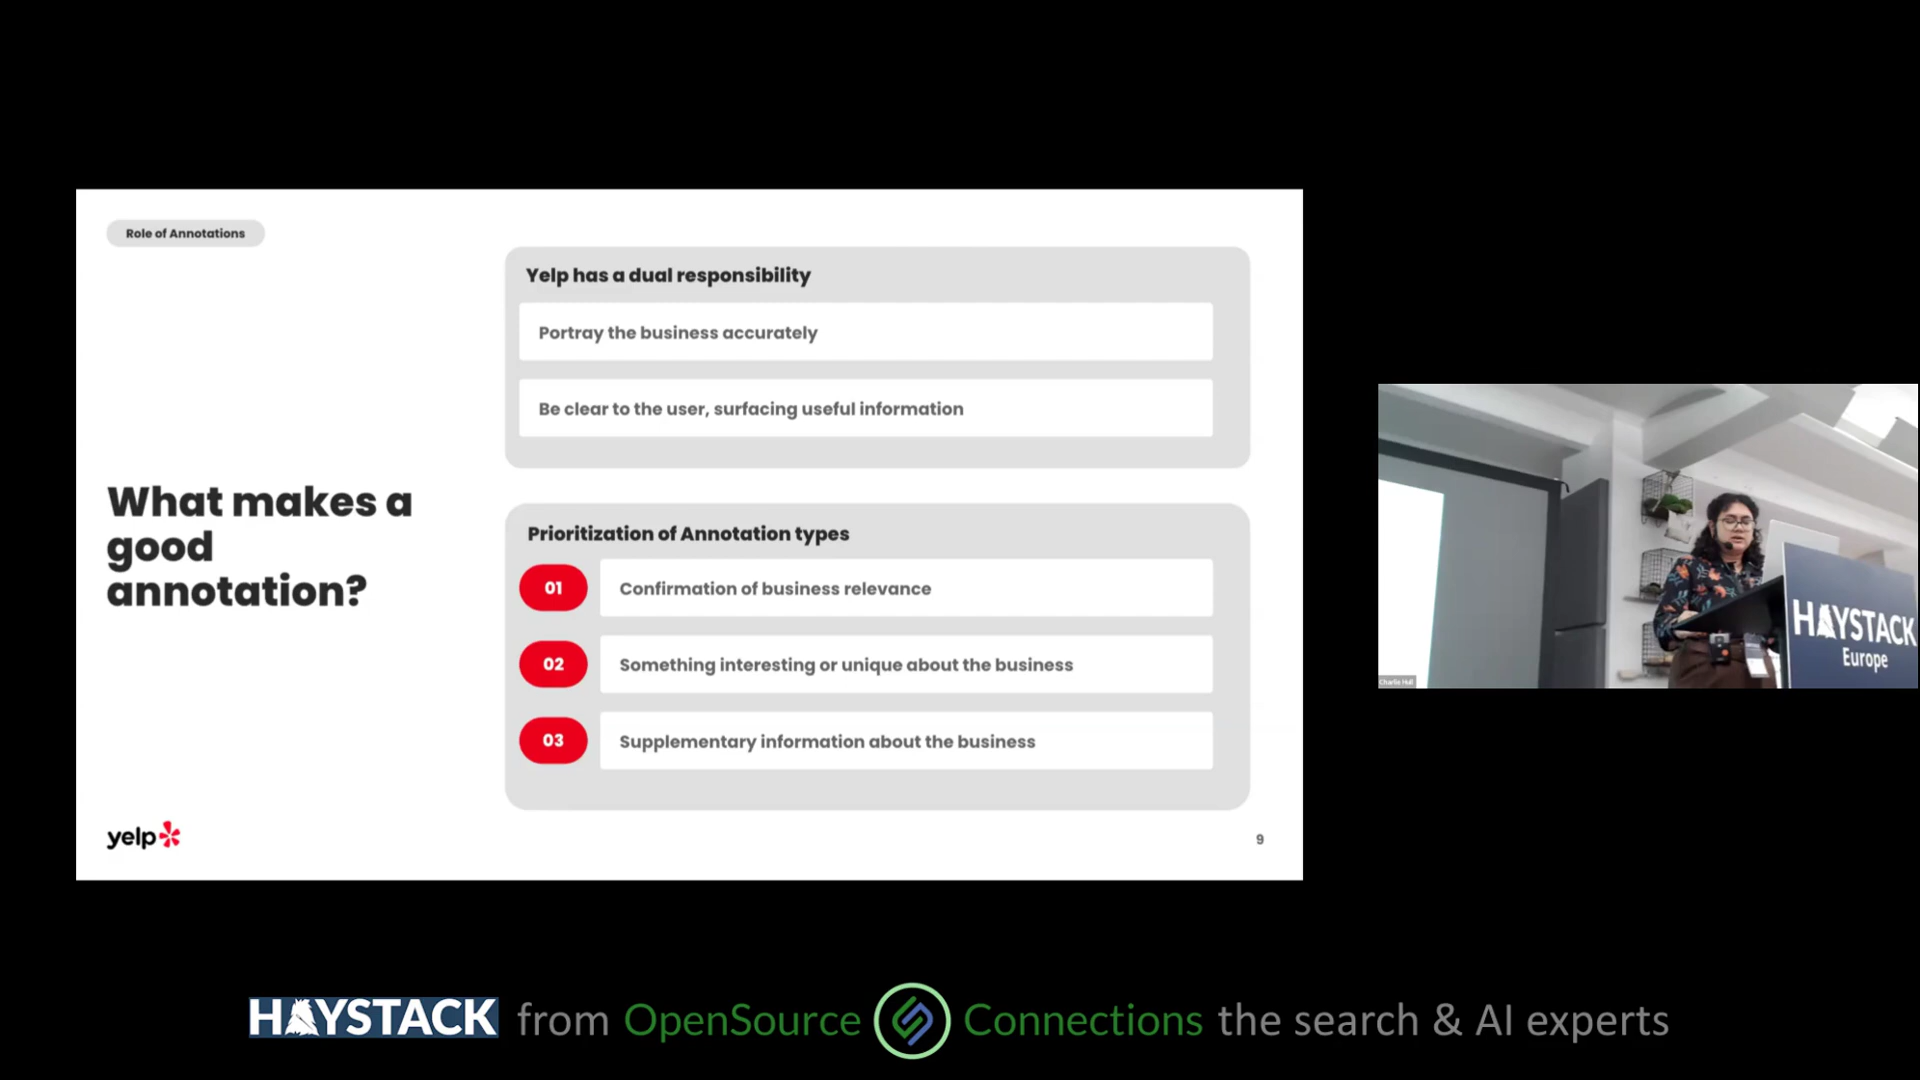 Role of Annotations
What makes a
good
annotation?
Yelp has a dual responsibility
Portray the business accurately
Be clear to the user, surfacing useful information
Prioritization of Annotation types
01 Confirmation of business relevance
02 Something interesting or unique about the business
03 Supplementary information about the business
yelp
9
HAYSTACK
Europe
Charlie Hull
HAYSTACK from OpenSource Connections the search & AI experts